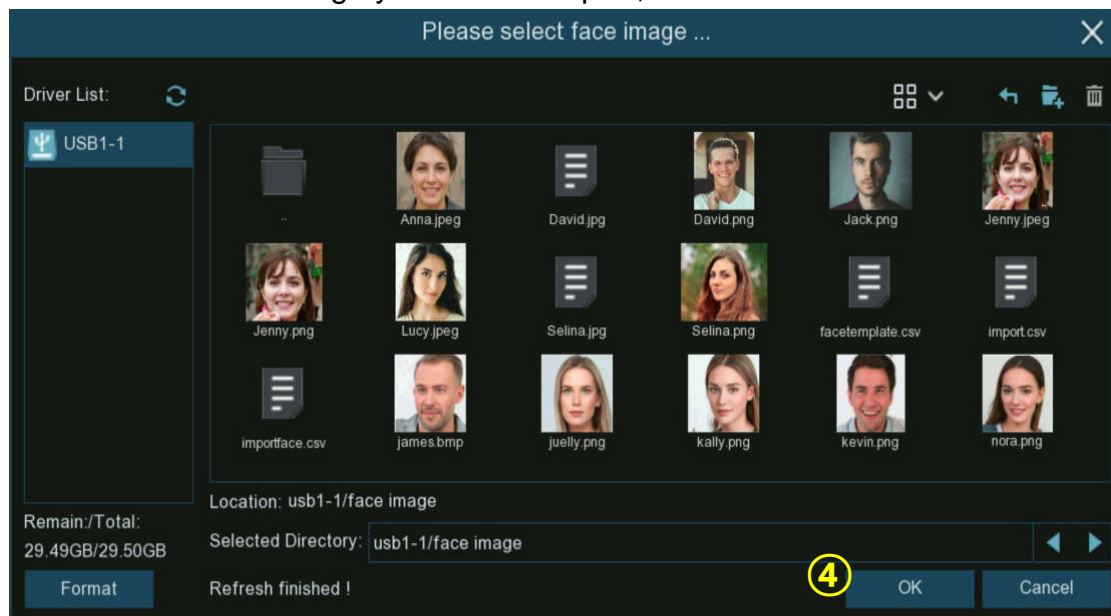 Please select face image ...
Driver List:
USB1-1
..
Anna.jpeg
David.jpg
David.png
Jack.png
Jenny.jpeg
Jenny.png
Lucy.jpeg
Selina.jpg
Selina.png
facetemplate.csv
import.csv
importface.csv
james.bmp
juelly.png
kally.png
kevin.png
nora.png
Location: usb1-1/face image
Remain:/Total:
29.49GB/29.50GB
Selected Directory: usb1-1/face image
Format
Refresh finished !
4
OK
Cancel